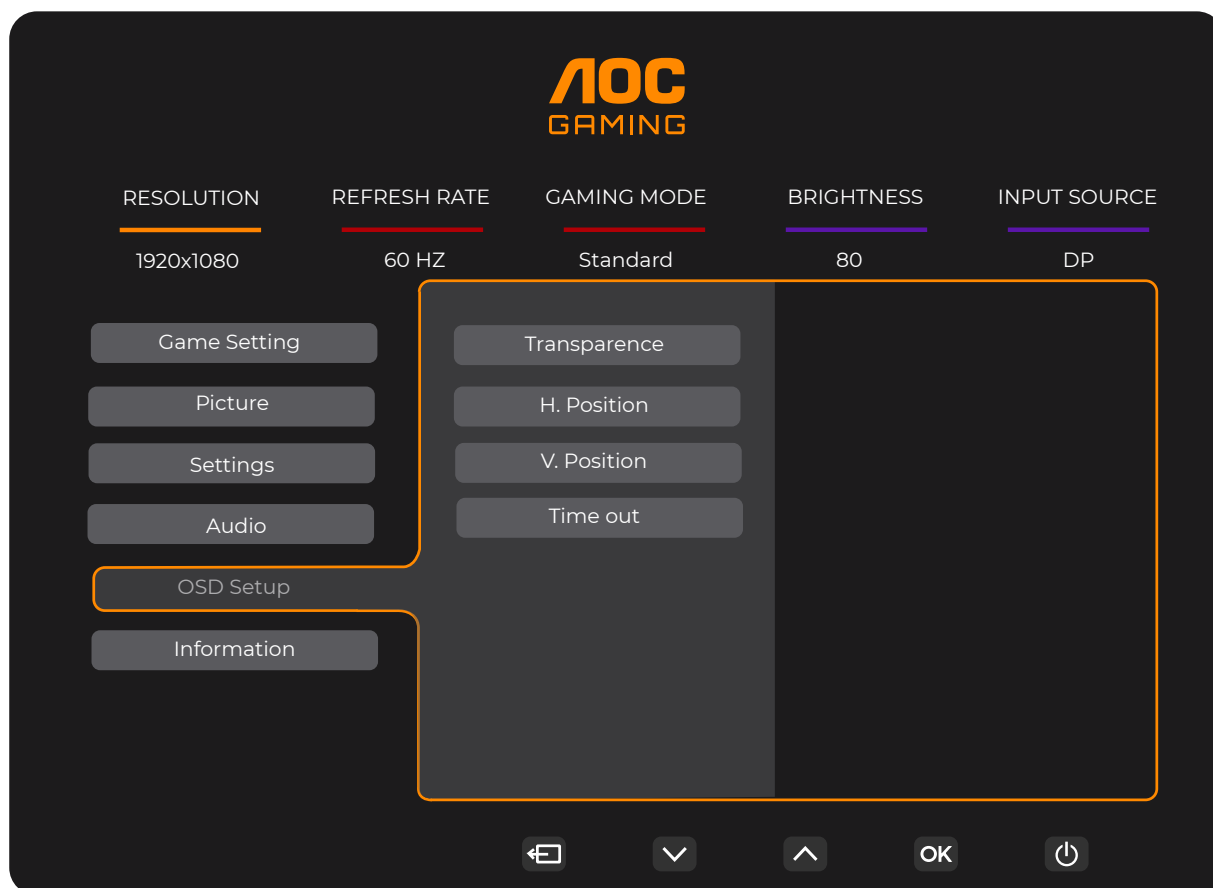 AOC
GAMING
RESOLUTION REFRESH RATE GAMING MODE BRIGHTNESS INPUT SOURCE
1920x1080 60 HZ Standard 80 DP
Game Setting
Picture
Settings
Audio
OSD Setup
Information
Transparence
H. Position
V. Position
Time out
OK